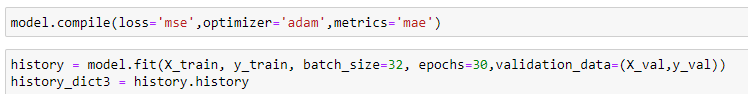 model.compile(loss='mse',optimizer='adam',metrics='mae')
history = model.fit(X_train, y_train, batch_size=32, epochs=30,validation_data=(X_val,y_val))
history_dict3 = history.history